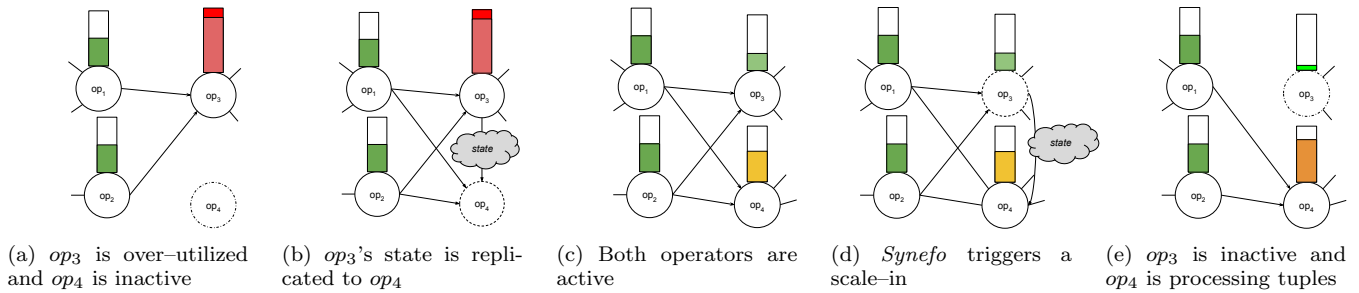 op1
op3
op2
op4
(a) op3 is over–utilized
and op4 is inactive
op1
op3
state
op2
op4
(b) op3's state is repli-
cated to op4
op1
op3
op2
op4
(c) Both operators are
active
op1
op3
state
op2
op4
(d) Synefo triggers a
scale–in
op1
op3
op2
op4
(e) op3 is inactive and
op4 is processing tuples